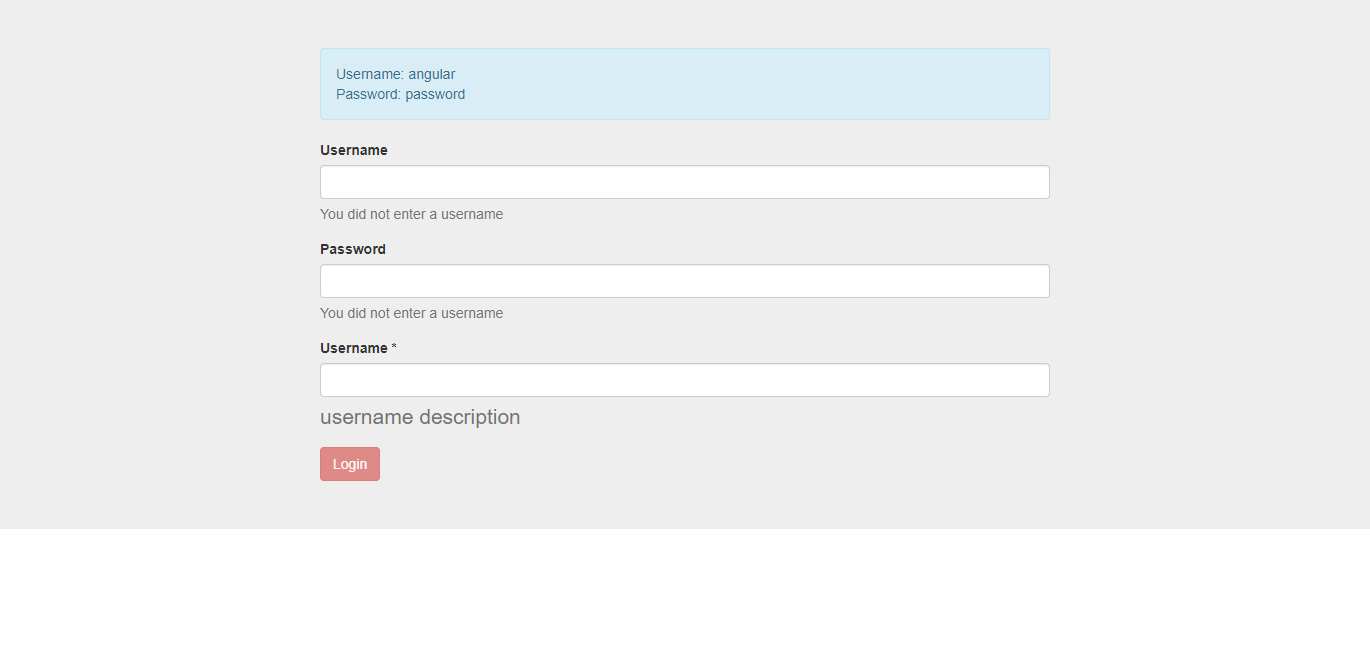 Username: angular
Password: password
Username
You did not enter a username
Password
You did not enter a username
Username *
username description
Login